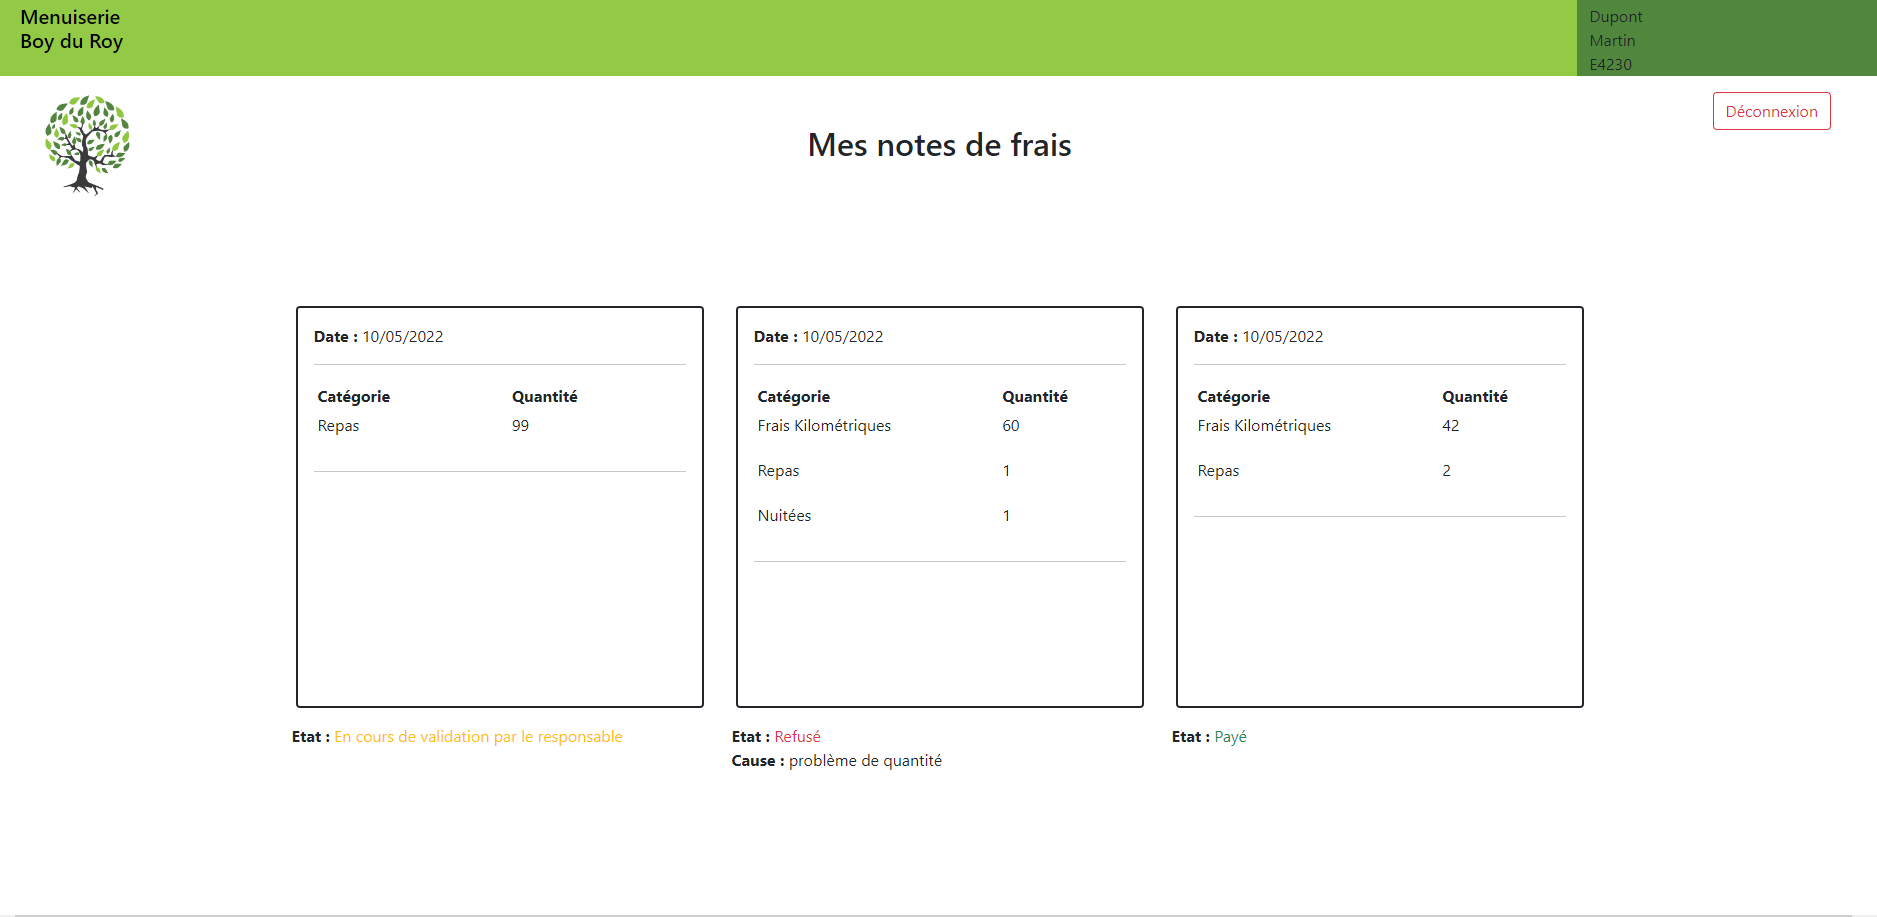 Menuiserie
Boy du Roy
Dupont
Martin
E4230
Déconnexion
Mes notes de frais
Date : 10/05/2022
Catégorie Quantité
Repas 99
Etat : En cours de validation par le responsable
Date : 10/05/2022
Catégorie Quantité
Frais Kilométriques 60
Repas 1
Nuitées 1
Etat : Refusé
Cause : problème de quantité
Date : 10/05/2022
Catégorie Quantité
Frais Kilométriques 42
Repas 2
Etat : Payé